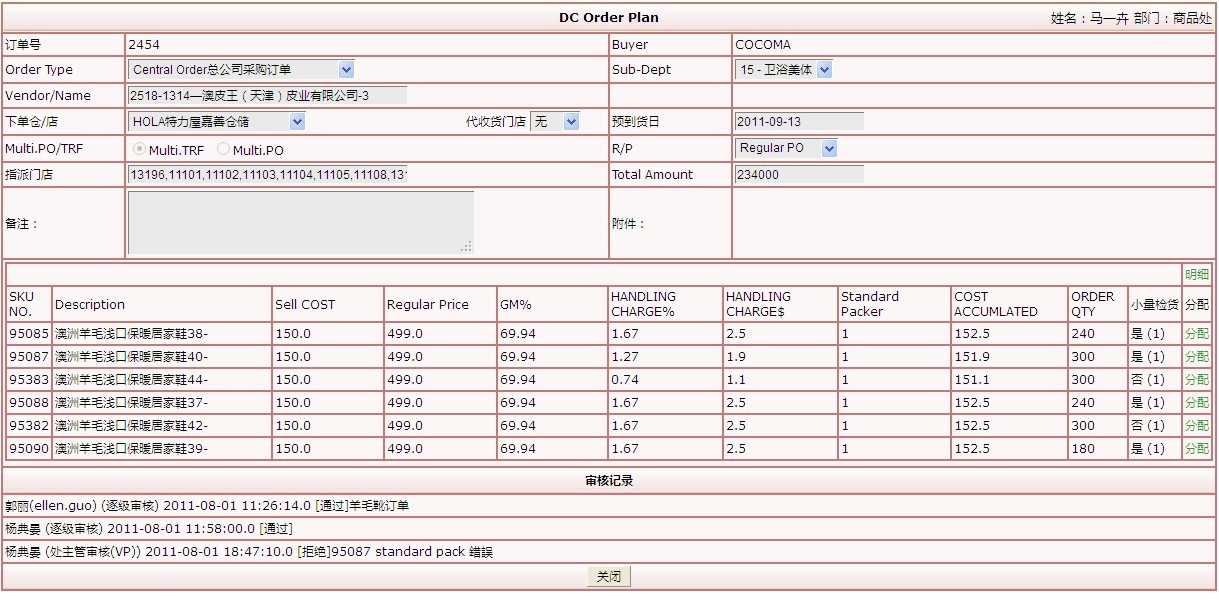 DC Order Plan 姓名：马一卉 部门：商品处
订单号 2454 Buyer COCOMA
Order Type Central Order总公司采购订单 Sub-Dept 15 - 卫浴美体
Vendor/Name 2518-1314—澳皮王（天津）皮业有限公司-3
下单仓/店 HOLA特力屋嘉善仓储 代收货门店 无 预到货日 2011-09-13
Multi.PO/TRF Multi.TRF Multi.PO R/P Regular PO
指派门店 13196,11101,11102,11103,11104,11105,11108,13 Total Amount 234000
备注： 附件：
明细
SKU NO. Description Sell COST Regular Price GM% HANDLING CHARGE% HANDLING CHARGE$ Standard Packer COST ACCUMLATED ORDER QTY 小量检货 分配
95085 澳洲羊毛浅口保暖居家鞋38- 150.0 499.0 69.94 1.67 2.5 1 152.5 240 是 (1) 分配
95087 澳洲羊毛浅口保暖居家鞋40- 150.0 499.0 69.94 1.27 1.9 1 151.9 300 是 (1) 分配
95383 澳洲羊毛浅口保暖居家鞋44- 150.0 499.0 69.94 0.74 1.1 1 151.1 300 否 (1) 分配
95088 澳洲羊毛浅口保暖居家鞋37- 150.0 499.0 69.94 1.67 2.5 1 152.5 240 是 (1) 分配
95382 澳洲羊毛浅口保暖居家鞋42- 150.0 499.0 69.94 1.67 2.5 1 152.5 300 否 (1) 分配
95090 澳洲羊毛浅口保暖居家鞋39- 150.0 499.0 69.94 1.67 2.5 1 152.5 180 是 (1) 分配
审核记录
郭丽(ellen.guo) (逐级审核) 2011-08-01 11:26:14.0 [通过]羊毛靴订单
杨典晏 (逐级审核) 2011-08-01 11:58:00.0 [通过]
杨典晏 (处主管审核(VP)) 2011-08-01 18:47:10.0 [拒绝]95087 standard pack 錯誤
关闭